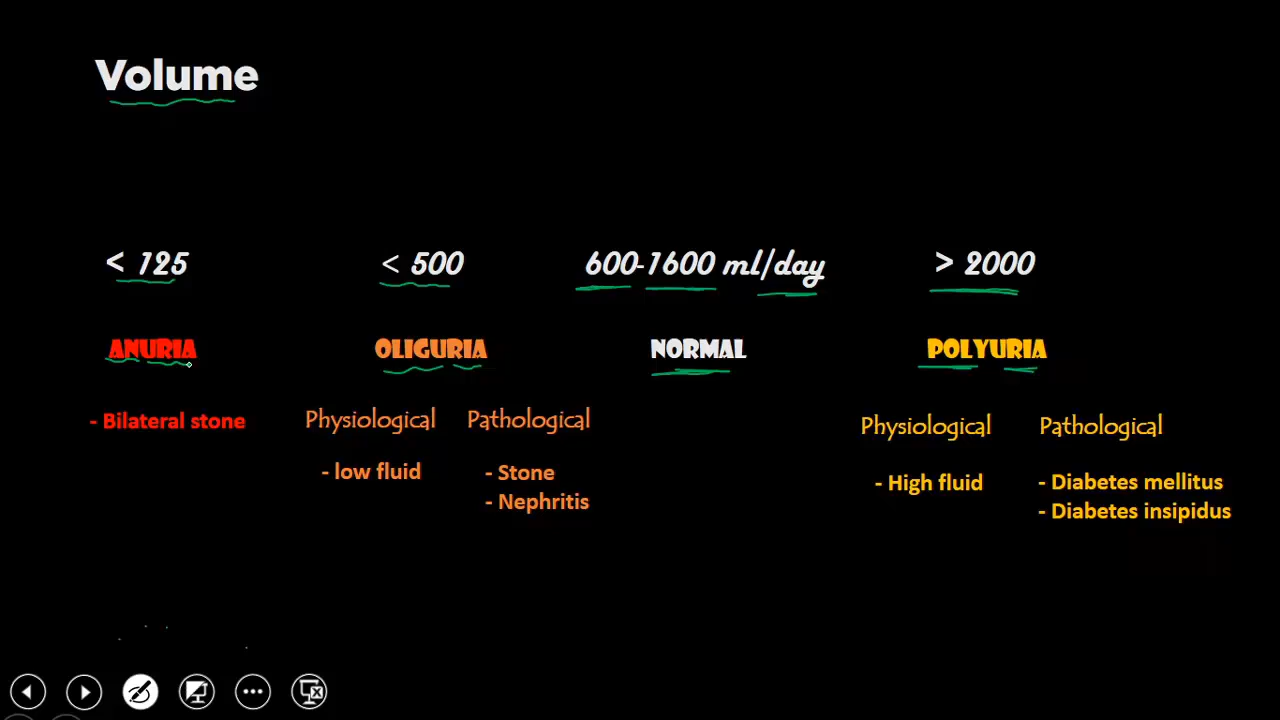 Volume
< 125 < 500 600-1600 ml/day > 2000
ANURIA OLIGURIA NORMAL POLYURIA
- Bilateral stone Physiological Pathological Physiological Pathological
- low fluid - Stone - High fluid - Diabetes mellitus
- Nephritis - Diabetes insipidus